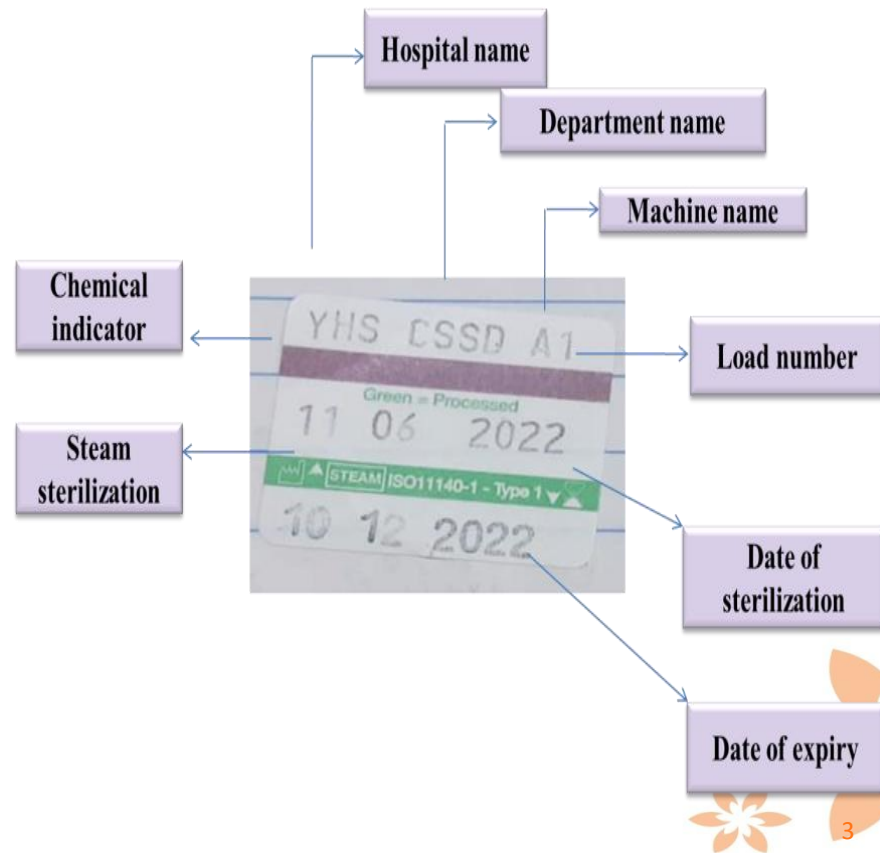 Hospital name
Department name
Machine name
Chemical
indicator
YHS CSSD A1
Load number
Green = Processed
11 06 2022
Steam
sterilization
STEAM ISO11140-1 - Type 1
10 12 2022
Date of
sterilization
Date of expiry
3